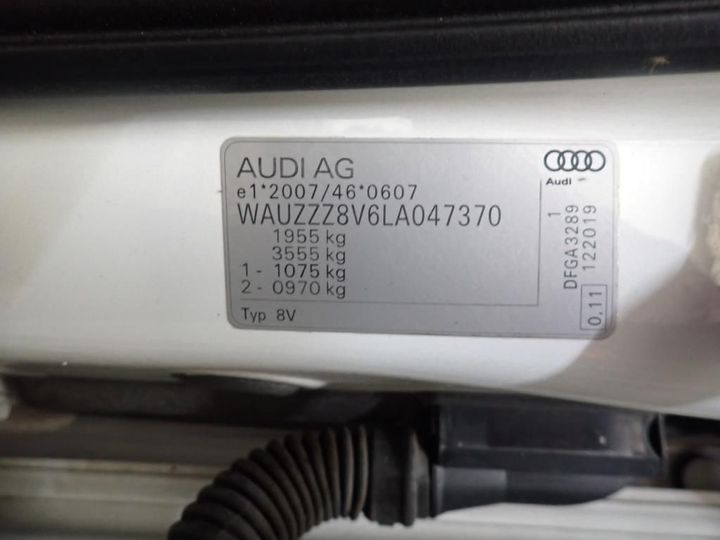 AUDI AG
e1*2007/46*0607
WAUZZZ8V6LA047370
1955 kg
3555 kg
1 - 1075 kg
2 - 0970 kg
Typ 8V
Audi
1
DFGA3289
122019
0,11